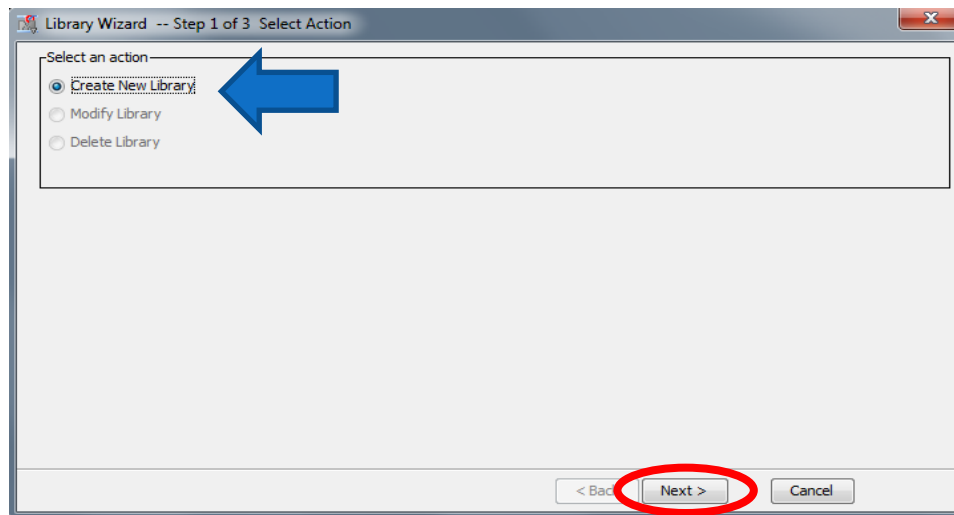 Library Wizard -- Step 1 of 3 Select Action
Select an action
Create New Library
Modify Library
Delete Library
< Back Next > Cancel